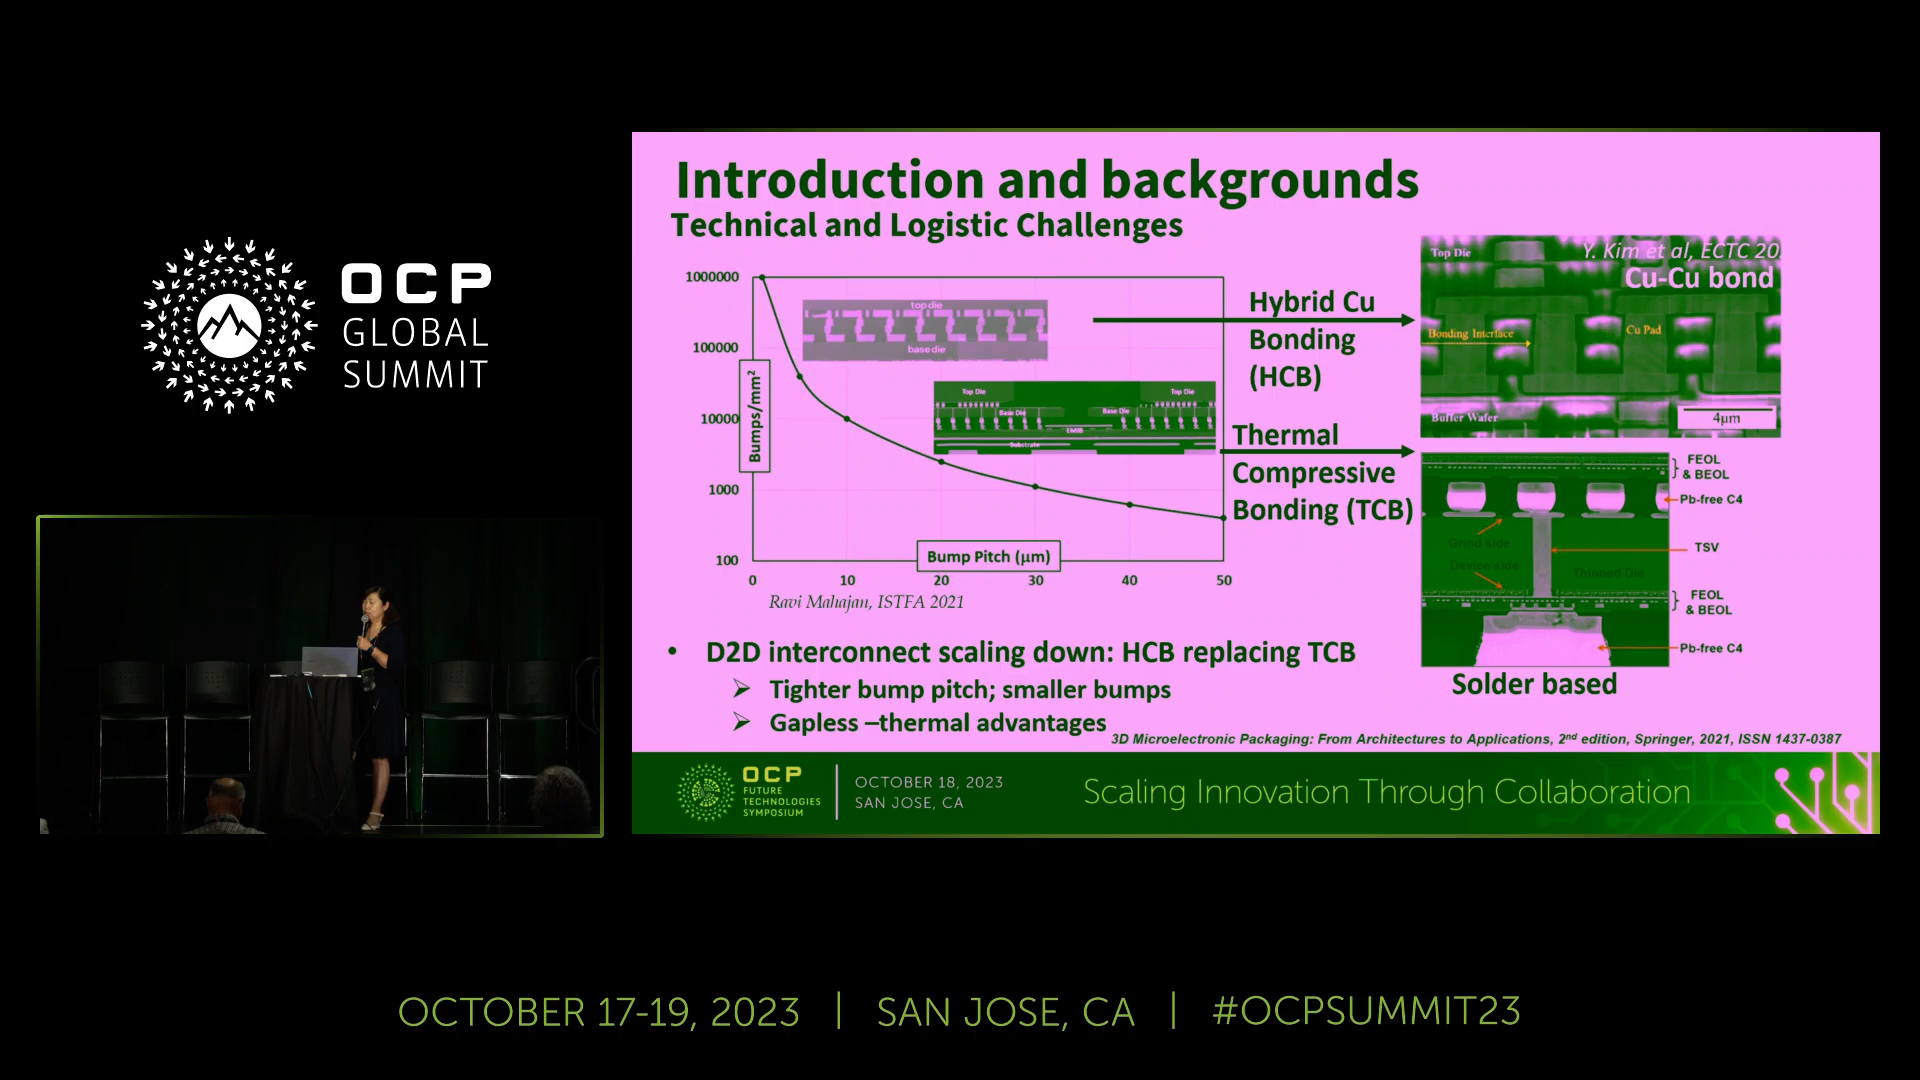 OCP
GLOBAL
SUMMIT
Introduction and backgrounds
Technical and Logistic Challenges
1000000
100000
10000
1000
100
Bumps/mm²
0
10
20
30
40
50
Bump Pitch (µm)
top die
base die
Top Die
Top Die
Base Die
Base Die
EMIB
Substrate
Ravi Mahajan, ISTFA 2021
Hybrid Cu
Bonding
(HCB)
Thermal
Compressive
Bonding (TCB)
Top Die
Y. Kim et al, ECTC 20
Cu-Cu bond
Bonding Interface
Cu Pad
Buffer Wafer
4µm
FEOL
& BEOL
Pb-free C4
Grind side
TSV
Device side
Thinned Die
FEOL
& BEOL
Pb-free C4
Solder based
• D2D interconnect scaling down: HCB replacing TCB
➢ Tighter bump pitch; smaller bumps
➢ Gapless –thermal advantages
3D Microelectronic Packaging: From Architectures to Applications, 2nd edition, Springer, 2021, ISSN 1437-0387
OCP
FUTURE
TECHNOLOGIES
SYMPOSIUM
OCTOBER 18, 2023
SAN JOSE, CA
Scaling Innovation Through Collaboration
OCTOBER 17-19, 2023 | SAN JOSE, CA | #OCPSUMMIT23